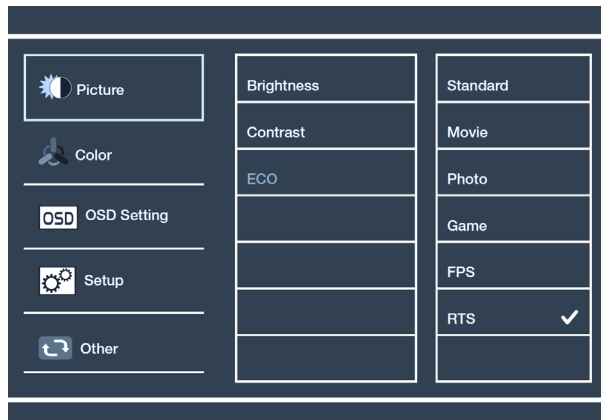 Picture
Color
OSD OSD Setting
Setup
Other
Brightness
Contrast
ECO
Standard
Movie
Photo
Game
FPS
RTS